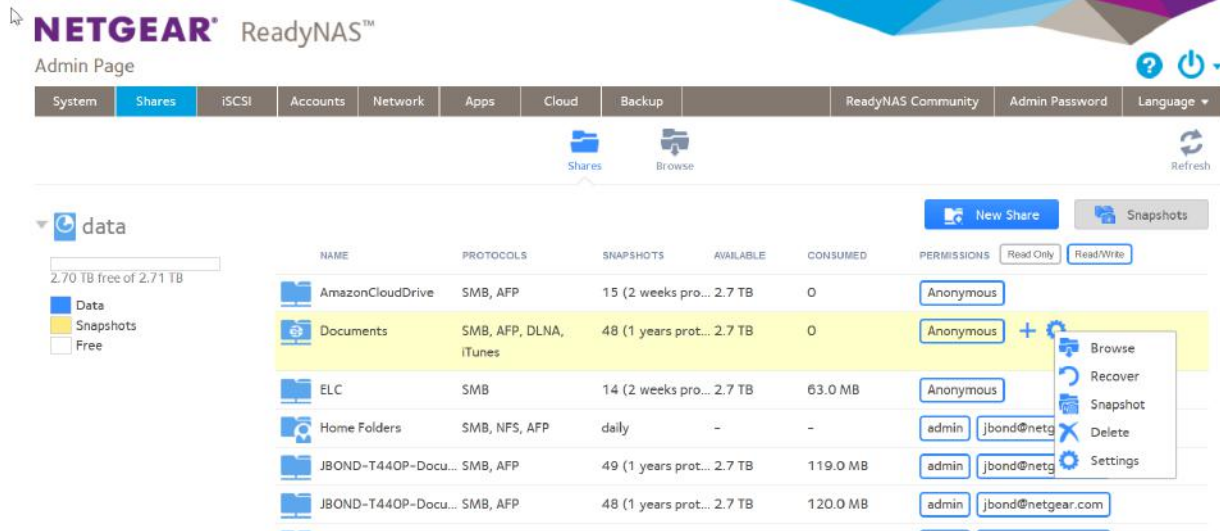 NETGEAR® ReadyNAS™
Admin Page
System Shares iSCSI Accounts Network Apps Cloud Backup ReadyNAS Community Admin Password Language
Shares Browse Refresh
data
New Share Snapshots
2.70 TB free of 2.71 TB
Data
Snapshots
Free
NAME PROTOCOLS SNAPSHOTS AVAILABLE CONSUMED PERMISSIONS Read Only Read/Write
AmazonCloudDrive SMB, AFP 15 (2 weeks pro... 2.7 TB 0 Anonymous
Documents SMB, AFP, DLNA, 48 (1 years prot... 2.7 TB 0 Anonymous
iTunes
ELC SMB 14 (2 weeks pro... 2.7 TB 63.0 MB Anonymous
Home Folders SMB, NFS, AFP daily - - admin jbond@netg
JBOND-T440P-Docu... SMB, AFP 49 (1 years prot... 2.7 TB 119.0 MB admin jbond@netg
JBOND-T440P-Docu... SMB, AFP 48 (1 years prot... 2.7 TB 120.0 MB admin jbond@netgear.com
Browse
Recover
Snapshot
Delete
Settings